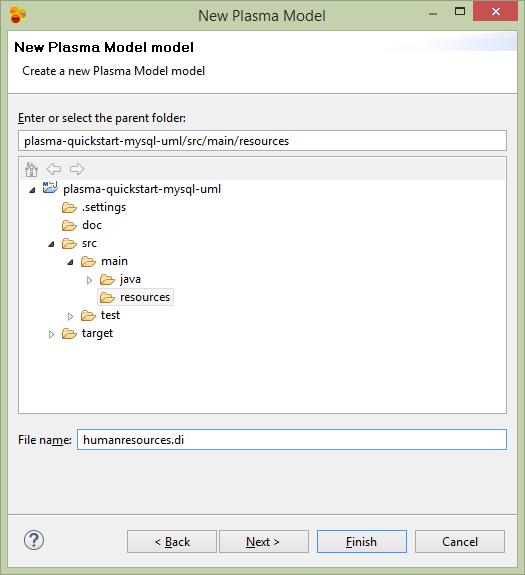 New Plasma Model
New Plasma Model model
Create a new Plasma Model model
Enter or select the parent folder:
plasma-quickstart-mysql-uml/src/main/resources
plasma-quickstart-mysql-uml
.settings
doc
src
main
java
resources
test
target
File name: humanresources.di
< Back Next > Finish Cancel